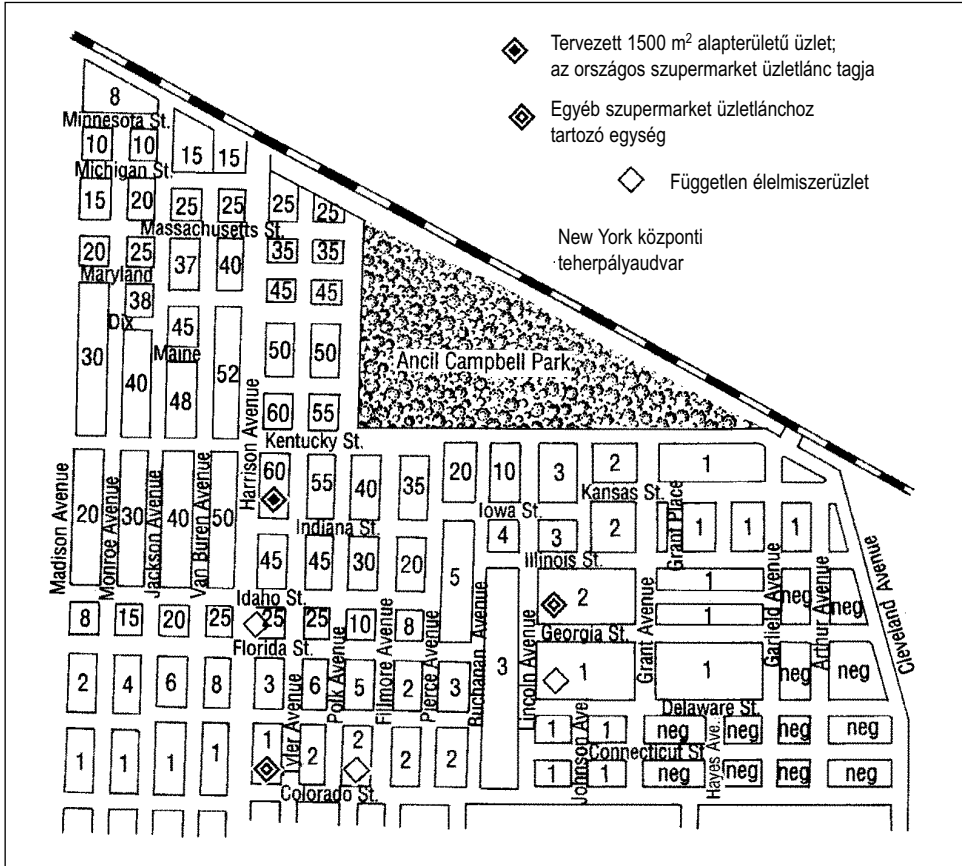 Tervezett 1500 m² alapterületű üzlet;
az országos szupermarket üzletlánc tagja
Egyéb szupermarket üzletlánchoz
tartozó egység
Független élelmiszerüzlet
New York központi
teherpályaudvar
8
Minnesota St.
10 10 15 15
Michigan St.
15 20 25 25 25 25
Massachusetts St.
20 25 37 40 35 35
Maryland
38 45 45
Dix
30 40 45 52 50 50
Maine
48
Ancil Campbell Park
60 55
Harrison Avenue
Kentucky St.
60 55 40 35 20 10 3 2 1
Kansas St.
Madison Avenue
20
Monroe Avenue
30
Jackson Avenue
40
Van Buren Avenue
50
Indiana St.
Iowa St.
4 3 2
Grant Place
1 1 1
Illinois St.
45 45 30 20 5
2 1
neg neg
Idaho St.
8 15 20 25 25 25 10 8
1
Florida St.
Georgia St.
Pierce Avenue
Buchanan Avenue
3
Lincoln Avenue
Grant Avenue
Garfield Avenue
Arthur Avenue
Cleveland Avenue
2 4 6 8 3 6 5 2 3
1 1 neg neg
Polk Avenue
Filmore Avenue
Delaware St.
1 1 neg neg neg neg
Connecticut St.
1 1 1 1 1
Tyler Avenue
2 2 2 2
Colorado St.
1 1 neg neg neg neg
Johnson Ave.
Hayes Ave.